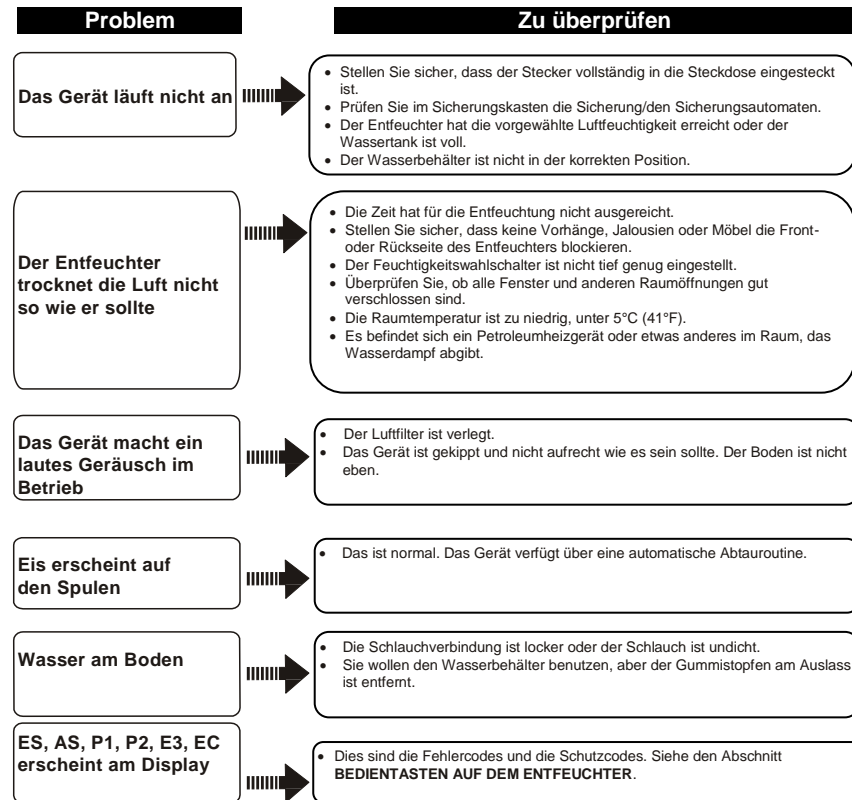 Problem
Zu überprüfen
Das Gerät läuft nicht an
• Stellen Sie sicher, dass der Stecker vollständig in die Steckdose eingesteckt
ist.
• Prüfen Sie im Sicherungskasten die Sicherung/den Sicherungsautomaten.
• Der Entfeuchter hat die vorgewählte Luftfeuchtigkeit erreicht oder der
Wassertank ist voll.
• Der Wasserbehälter ist nicht in der korrekten Position.
Der Entfeuchter
trocknet die Luft nicht
so wie er sollte
• Die Zeit hat für die Entfeuchtung nicht ausgereicht.
• Stellen Sie sicher, dass keine Vorhänge, Jalousien oder Möbel die Front-
oder Rückseite des Entfeuchters blockieren.
• Der Feuchtigkeitswahlschalter ist nicht tief genug eingestellt.
• Überprüfen Sie, ob alle Fenster und anderen Raumöffnungen gut
verschlossen sind.
• Die Raumtemperatur ist zu niedrig, unter 5°C (41°F).
• Es befindet sich ein Petroleumheizgerät oder etwas anderes im Raum, das
Wasserdampf abgibt.
Das Gerät macht ein
lautes Geräusch im
Betrieb
• Der Luftfilter ist verlegt.
• Das Gerät ist gekippt und nicht aufrecht wie es sein sollte. Der Boden ist nicht
eben.
Eis erscheint auf
den Spulen
• Das ist normal. Das Gerät verfügt über eine automatische Abtauroutine.
Wasser am Boden
• Die Schlauchverbindung ist locker oder der Schlauch ist undicht.
• Sie wollen den Wasserbehälter benutzen, aber der Gummistopfen am Auslass
ist entfernt.
ES, AS, P1, P2, E3, EC
erscheint am Display
• Dies sind die Fehlercodes und die Schutzcodes. Siehe den Abschnitt
BEDIENTASTEN AUF DEM ENTFEUCHTER.